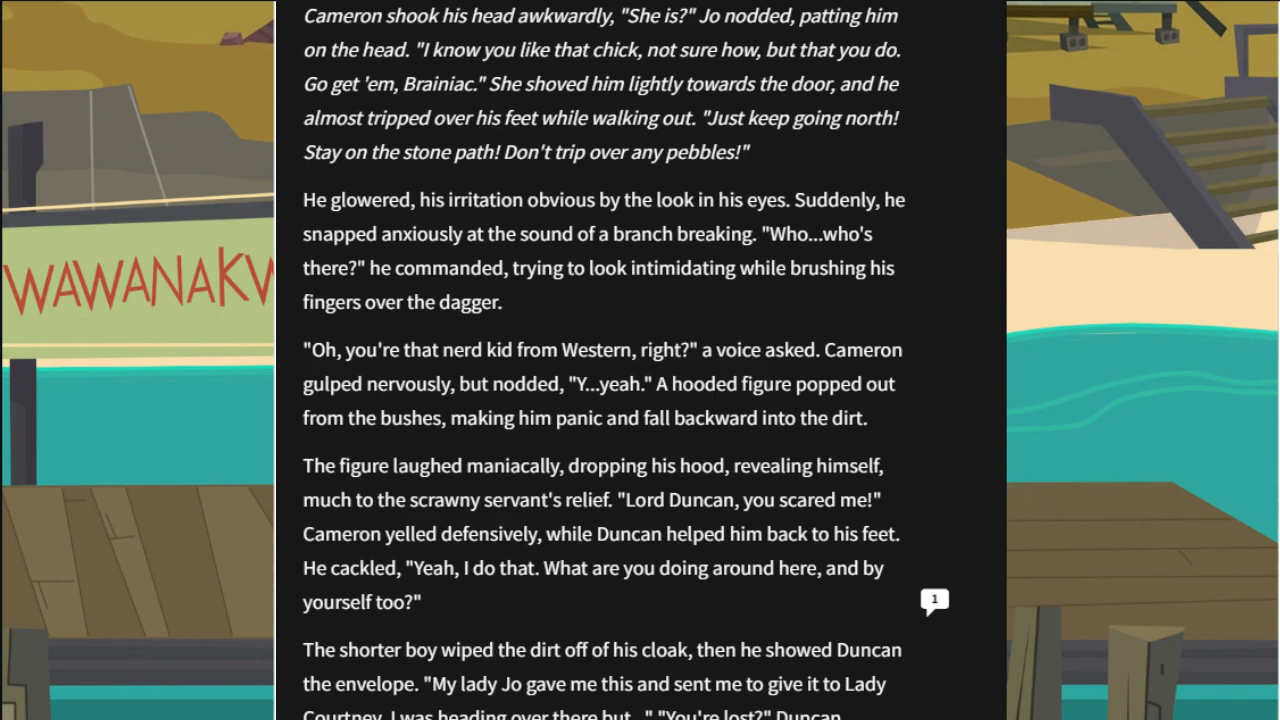 Cameron shook his head awkwardly, "She is?" Jo nodded, patting him
on the head. "I know you like that chick, not sure how, but that you do.
Go get 'em, Brainiac." She shoved him lightly towards the door, and he
almost tripped over his feet while walking out. "Just keep going north!
Stay on the stone path! Don't trip over any pebbles!"
He glowered, his irritation obvious by the look in his eyes. Suddenly, he
snapped anxiously at the sound of a branch breaking. "Who...who's
there?" he commanded, trying to look intimidating while brushing his
fingers over the dagger.
WAWANAKW
"Oh, you're that nerd kid from Western, right?" a voice asked. Cameron
gulped nervously, but nodded, "Y...yeah." A hooded figure popped out
from the bushes, making him panic and fall backward into the dirt.
The figure laughed maniacally, dropping his hood, revealing himself,
much to the scrawny servant's relief. "Lord Duncan, you scared me!"
Cameron yelled defensively, while Duncan helped him back to his feet.
He cackled, "Yeah, I do that. What are you doing around here, and by
yourself too?"
1
The shorter boy wiped the dirt off of his cloak, then he showed Duncan
the envelope. "My lady Jo gave me this and sent me to give it to Lady
Courtney. I was heading over there but..." "You're lost?" Duncan